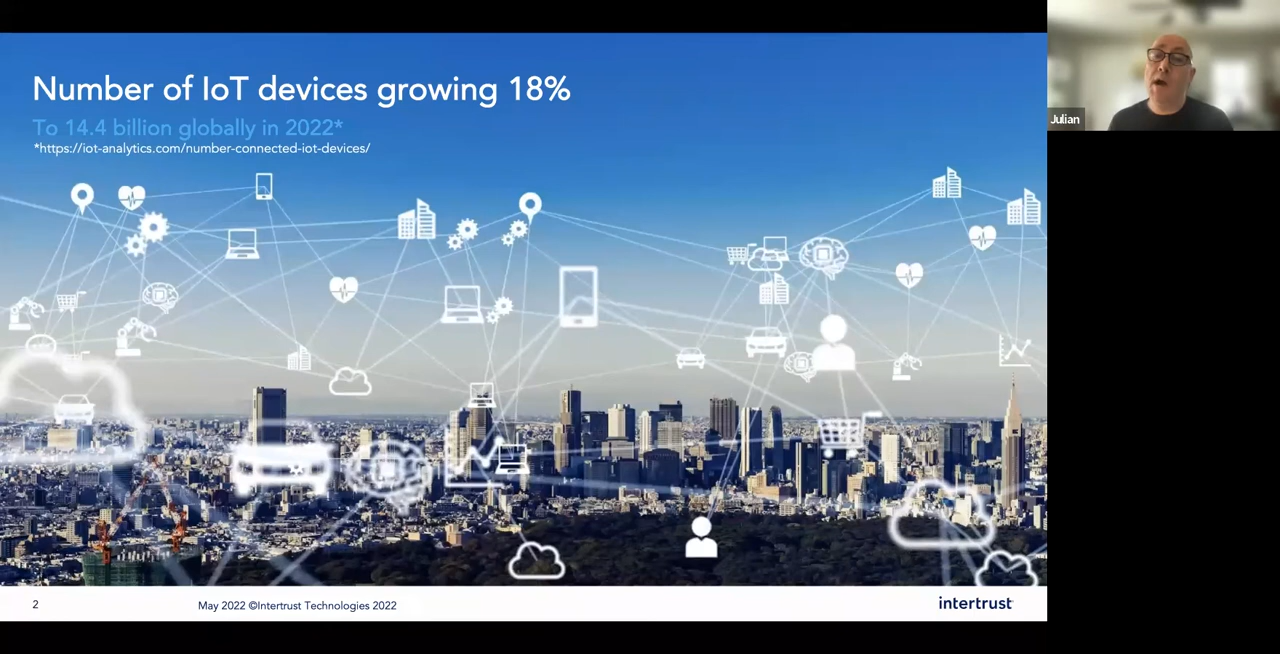 Number of IoT devices growing 18%
To 14.4 billion globally in 2022*
*https://iot-analytics.com/number-connected-iot-devices/
Julian
2
May 2022 ©Intertrust Technologies 2022
intertrust